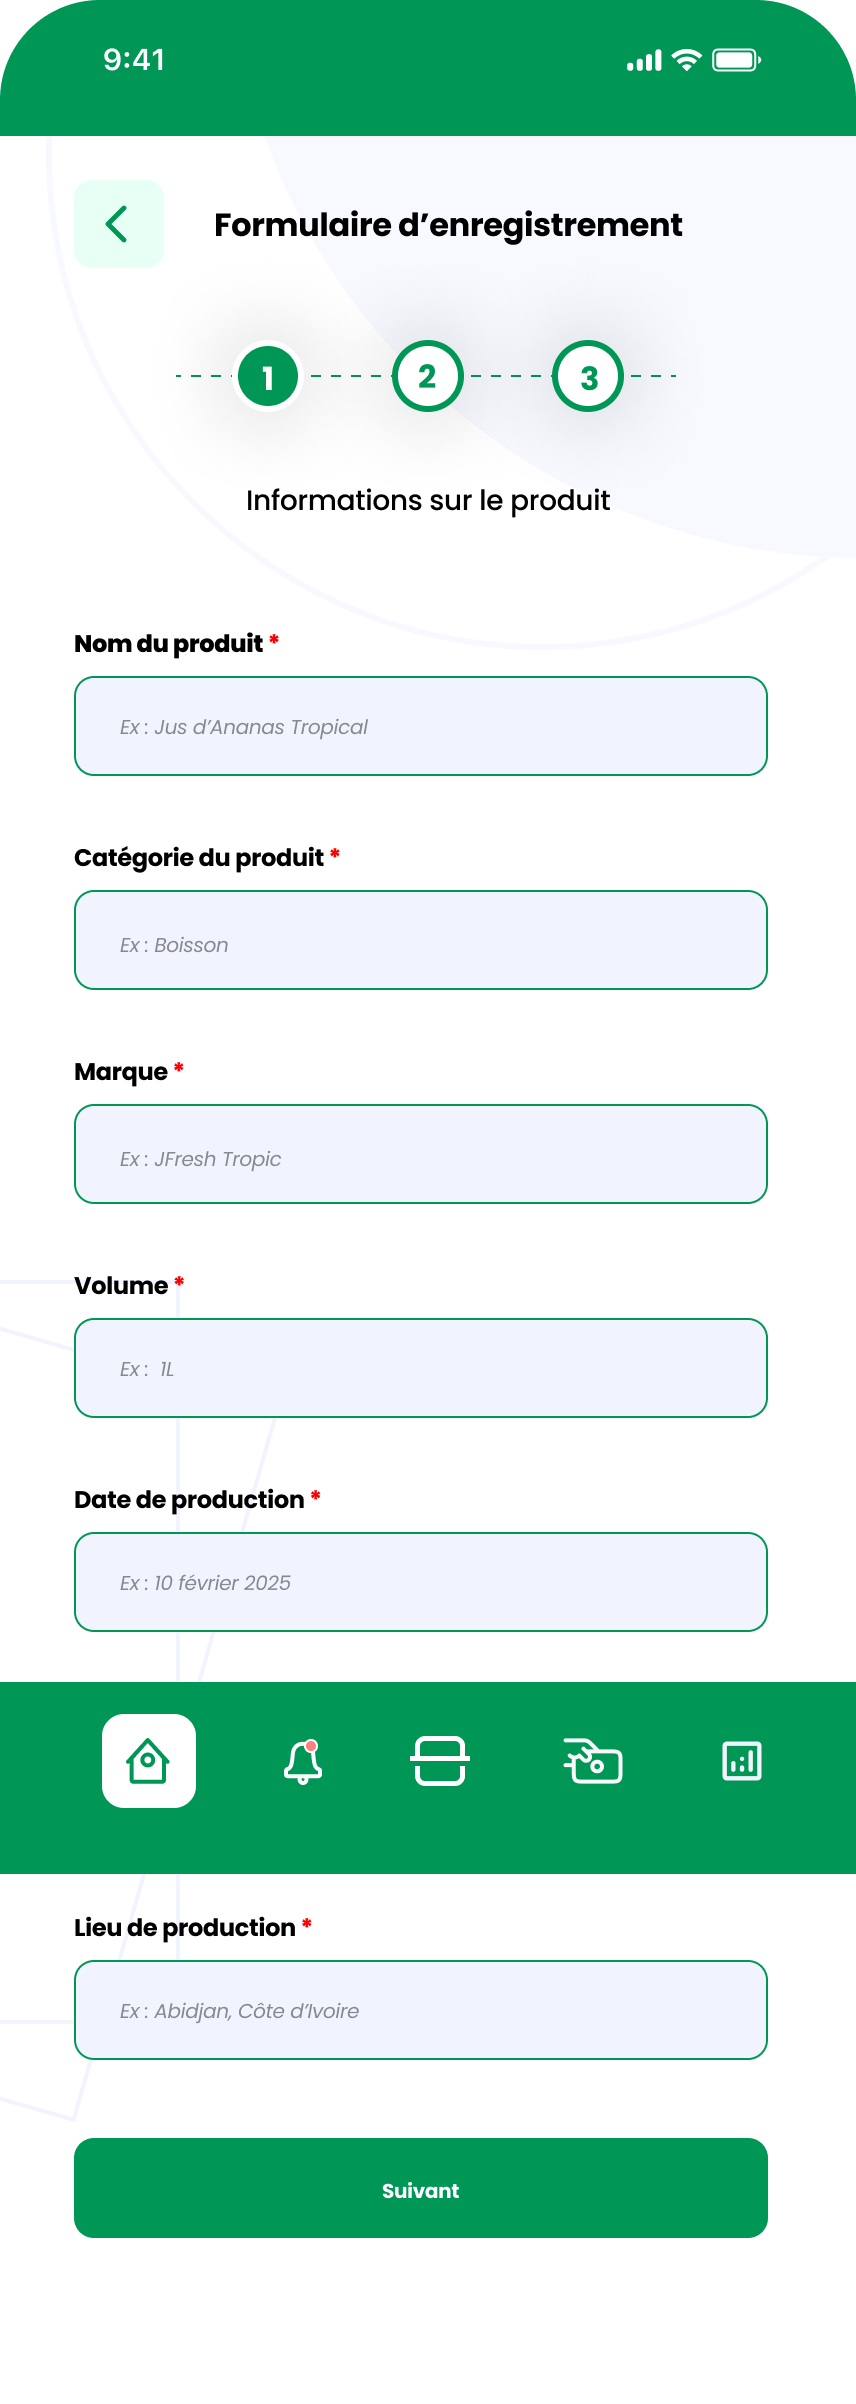 9:41
Formulaire d’enregistrement
1 2 3
Informations sur le produit
Nom du produit *
Ex : Jus d’Ananas Tropical
Catégorie du produit *
Ex : Boisson
Marque *
Ex : JFresh Tropic
Volume *
Ex :  1L
Date de production *
Ex : 10 février 2025
Lieu de production *
Ex : Abidjan, Côte d’Ivoire
Suivant